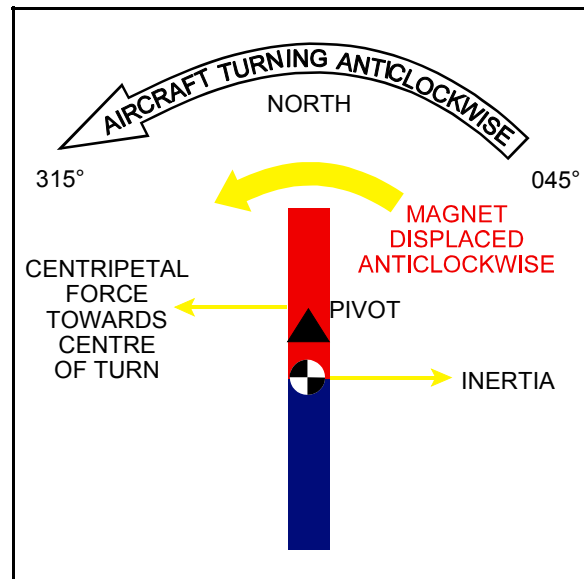 AIRCRAFT TURNING ANTICLOCKWISE
NORTH
315°
045°
MAGNET
DISPLACED
ANTICLOCKWISE
CENTRIPETAL
FORCE
TOWARDS
CENTRE
OF TURN
PIVOT
INERTIA